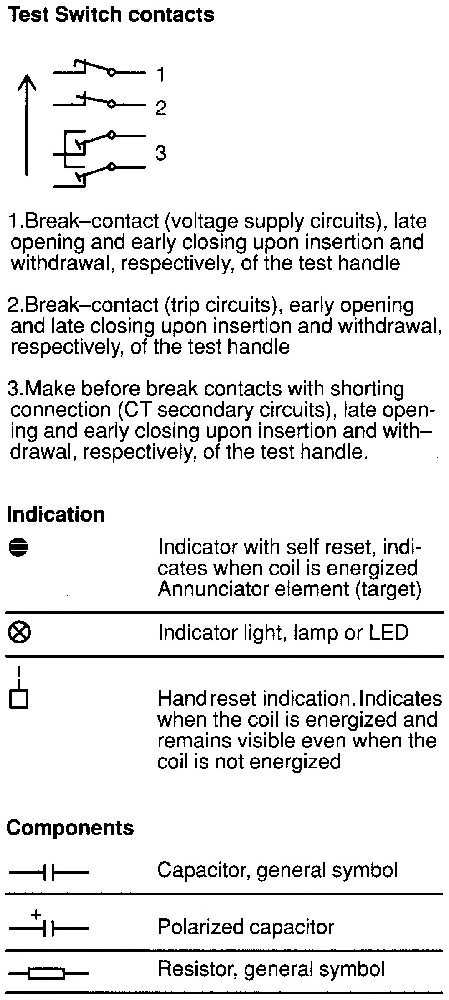 Test Switch contacts
1
2
3
1.Break–contact (voltage supply circuits), late
opening and early closing upon insertion and
withdrawal, respectively, of the test handle
2.Break–contact (trip circuits), early opening
and late closing upon insertion and withdrawal,
respectively, of the test handle
3.Make before break contacts with shorting
connection (CT secondary circuits), late open-
ing and early closing upon insertion and with–
drawal, respectively, of the test handle.
Indication
Indicator with self reset, indi-
cates when coil is energized
Annunciator element (target)
Indicator light, lamp or LED
Hand reset indication. Indicates
when the coil is energized and
remains visible even when the
coil is not energized
Components
Capacitor, general symbol
+
Polarized capacitor
Resistor, general symbol